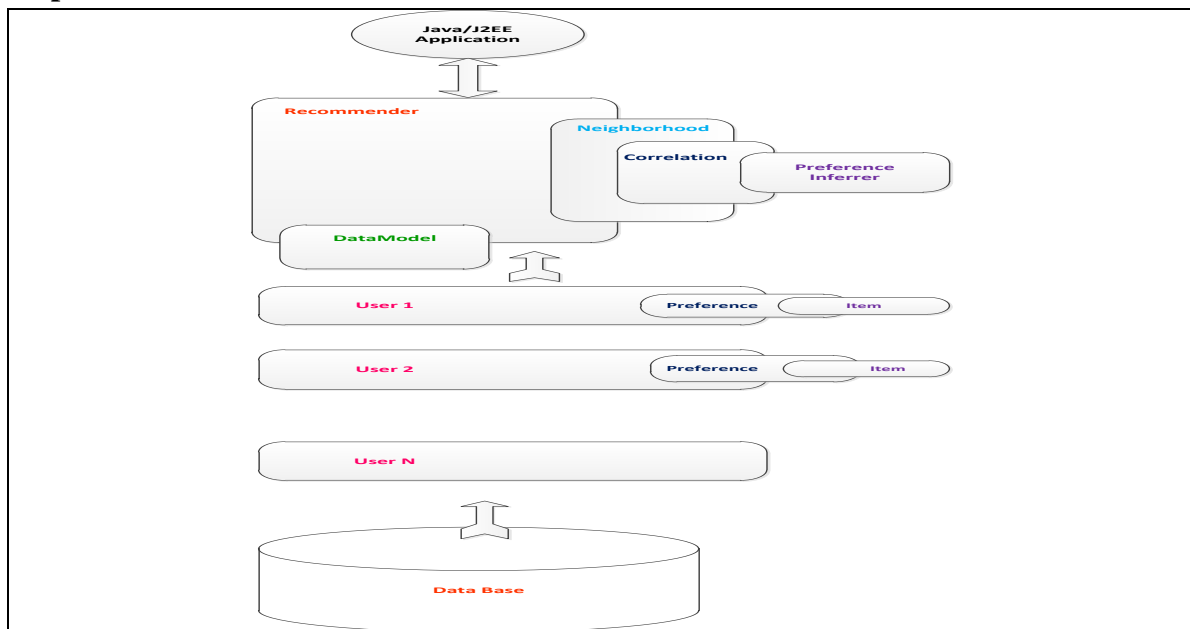 Java/J2EE
Application
Recommender
Neighborhood
Correlation
Preference
Inferrer
DataModel
User 1
Preference
Item
User 2
Preference
Item
User N
Data Base